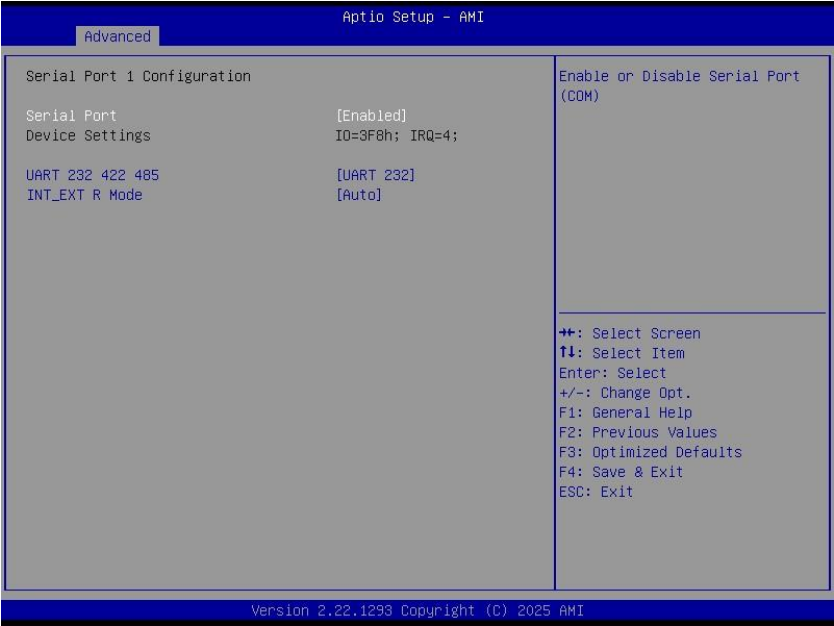 Aptio Setup - AMI
Advanced
Serial Port 1 Configuration
Serial Port [Enabled]
Device Settings IO=3F8h; IRQ=4;
UART 232 422 485 [UART 232]
INT_EXT R Mode [Auto]
Enable or Disable Serial Port
(COM)
→←: Select Screen
↑↓: Select Item
Enter: Select
+/-: Change Opt.
F1: General Help
F2: Previous Values
F3: Optimized Defaults
F4: Save & Exit
ESC: Exit
Version 2.22.1293 Copyright (C) 2025 AMI